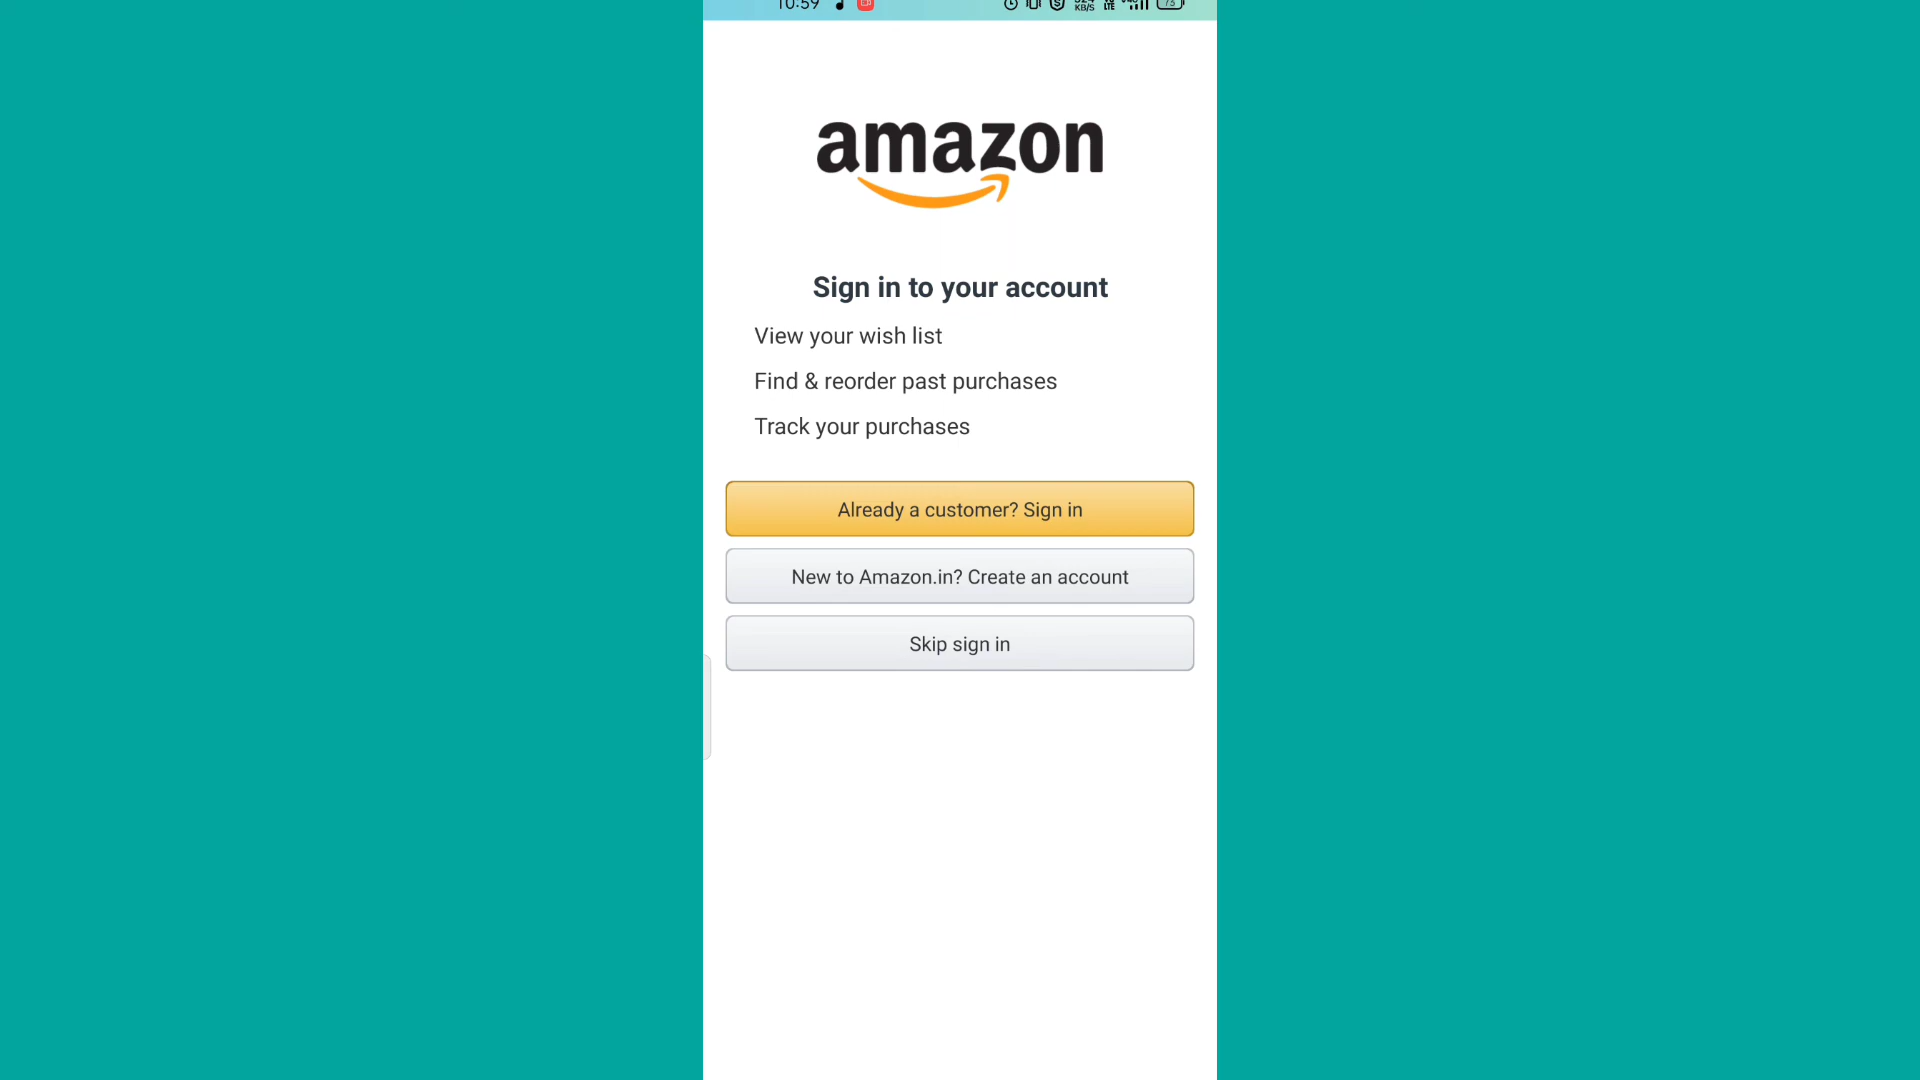 10:59
KB/S
amazon
Sign in to your account
View your wish list
Find & reorder past purchases
Track your purchases
Already a customer? Sign in
New to Amazon.in? Create an account
Skip sign in